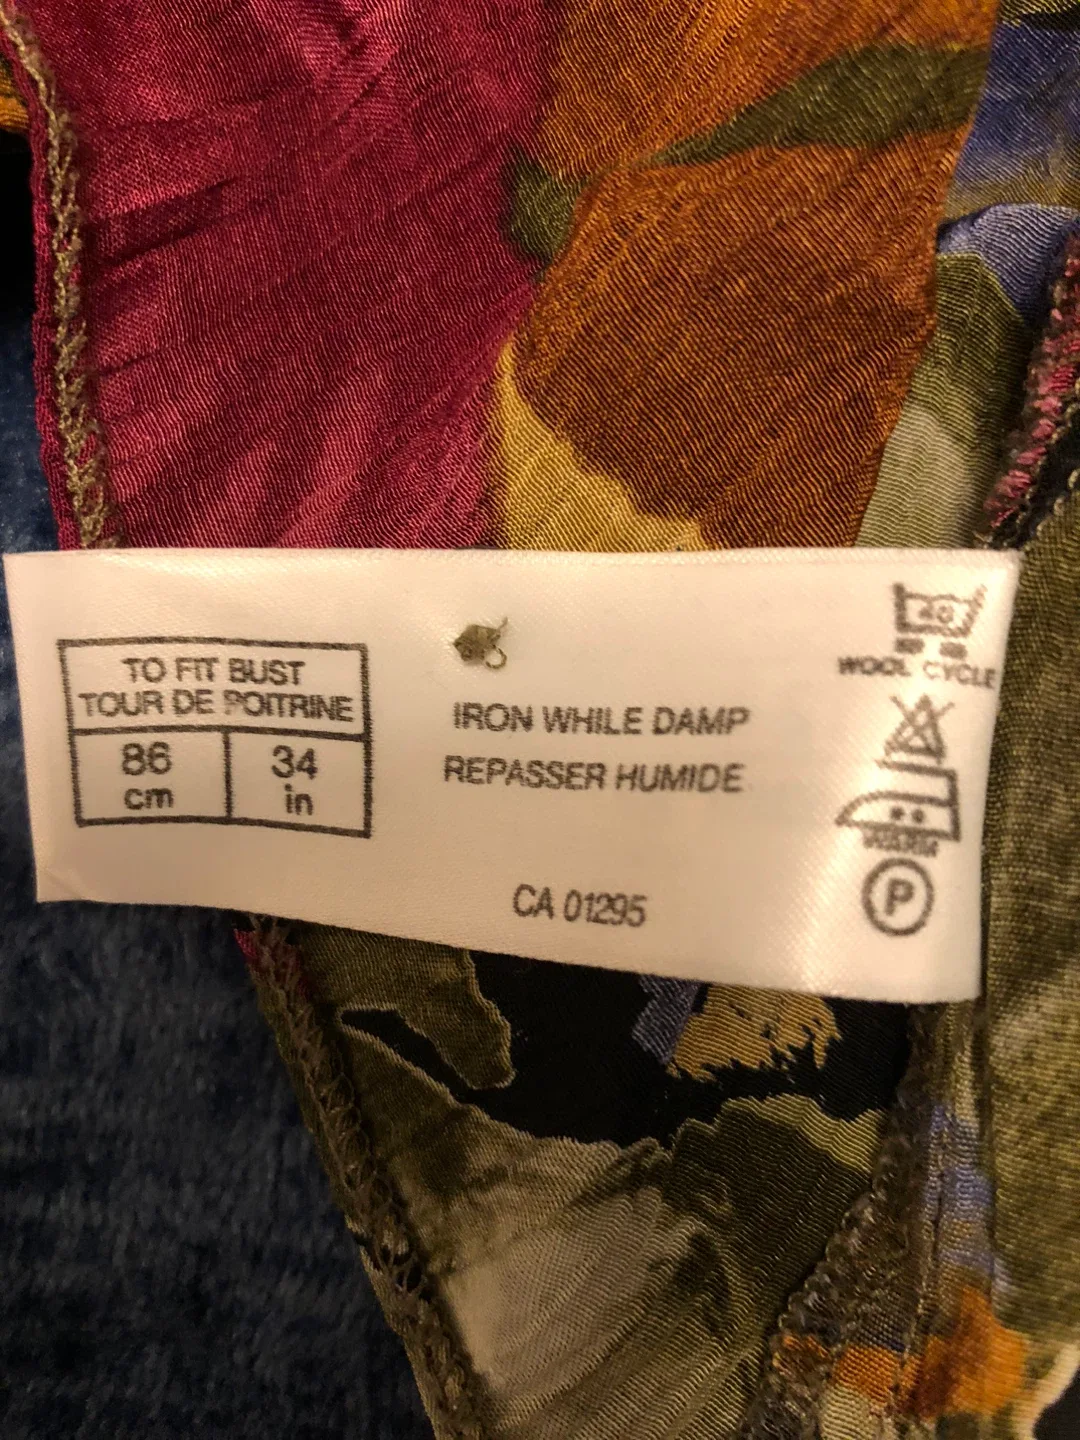 TO FIT BUST
TOUR DE POITRINE
86 cm
34 in
IRON WHILE DAMP
REPASSER HUMIDE
CA 01295
40
WOOL CYCLE
WARM
P